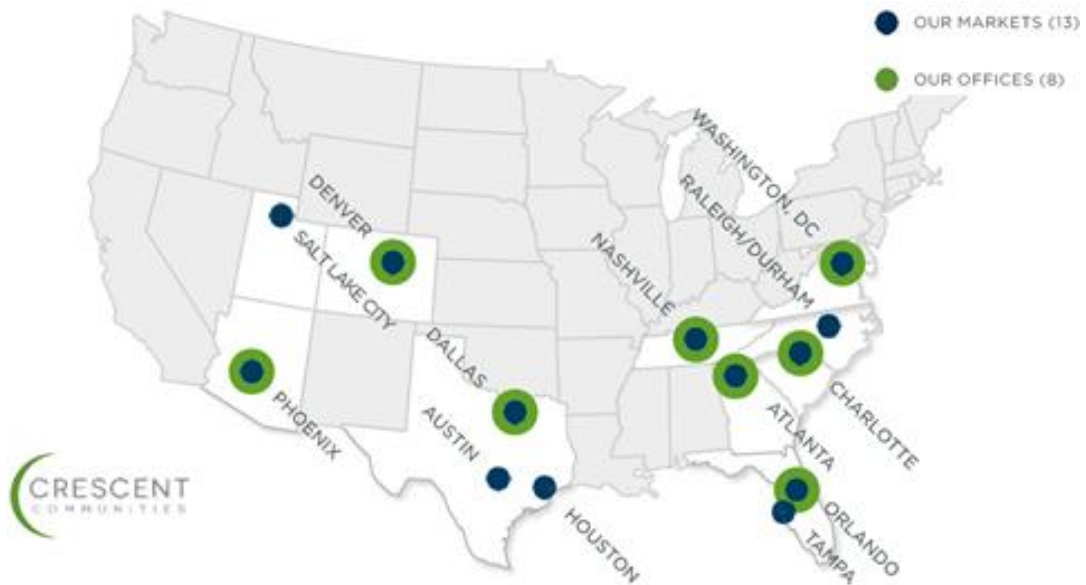 OUR MARKETS (13)
OUR OFFICES (8)
WASHINGTON, DC
RALEIGH/DURHAM
NASHVILLE
DENVER
SALT LAKE CITY
DALLAS
AUSTIN
PHOENIX
HOUSTON
ATLANTA
CHARLOTTE
ORLANDO
TAMPA
CRESCENT
COMMUNITIES